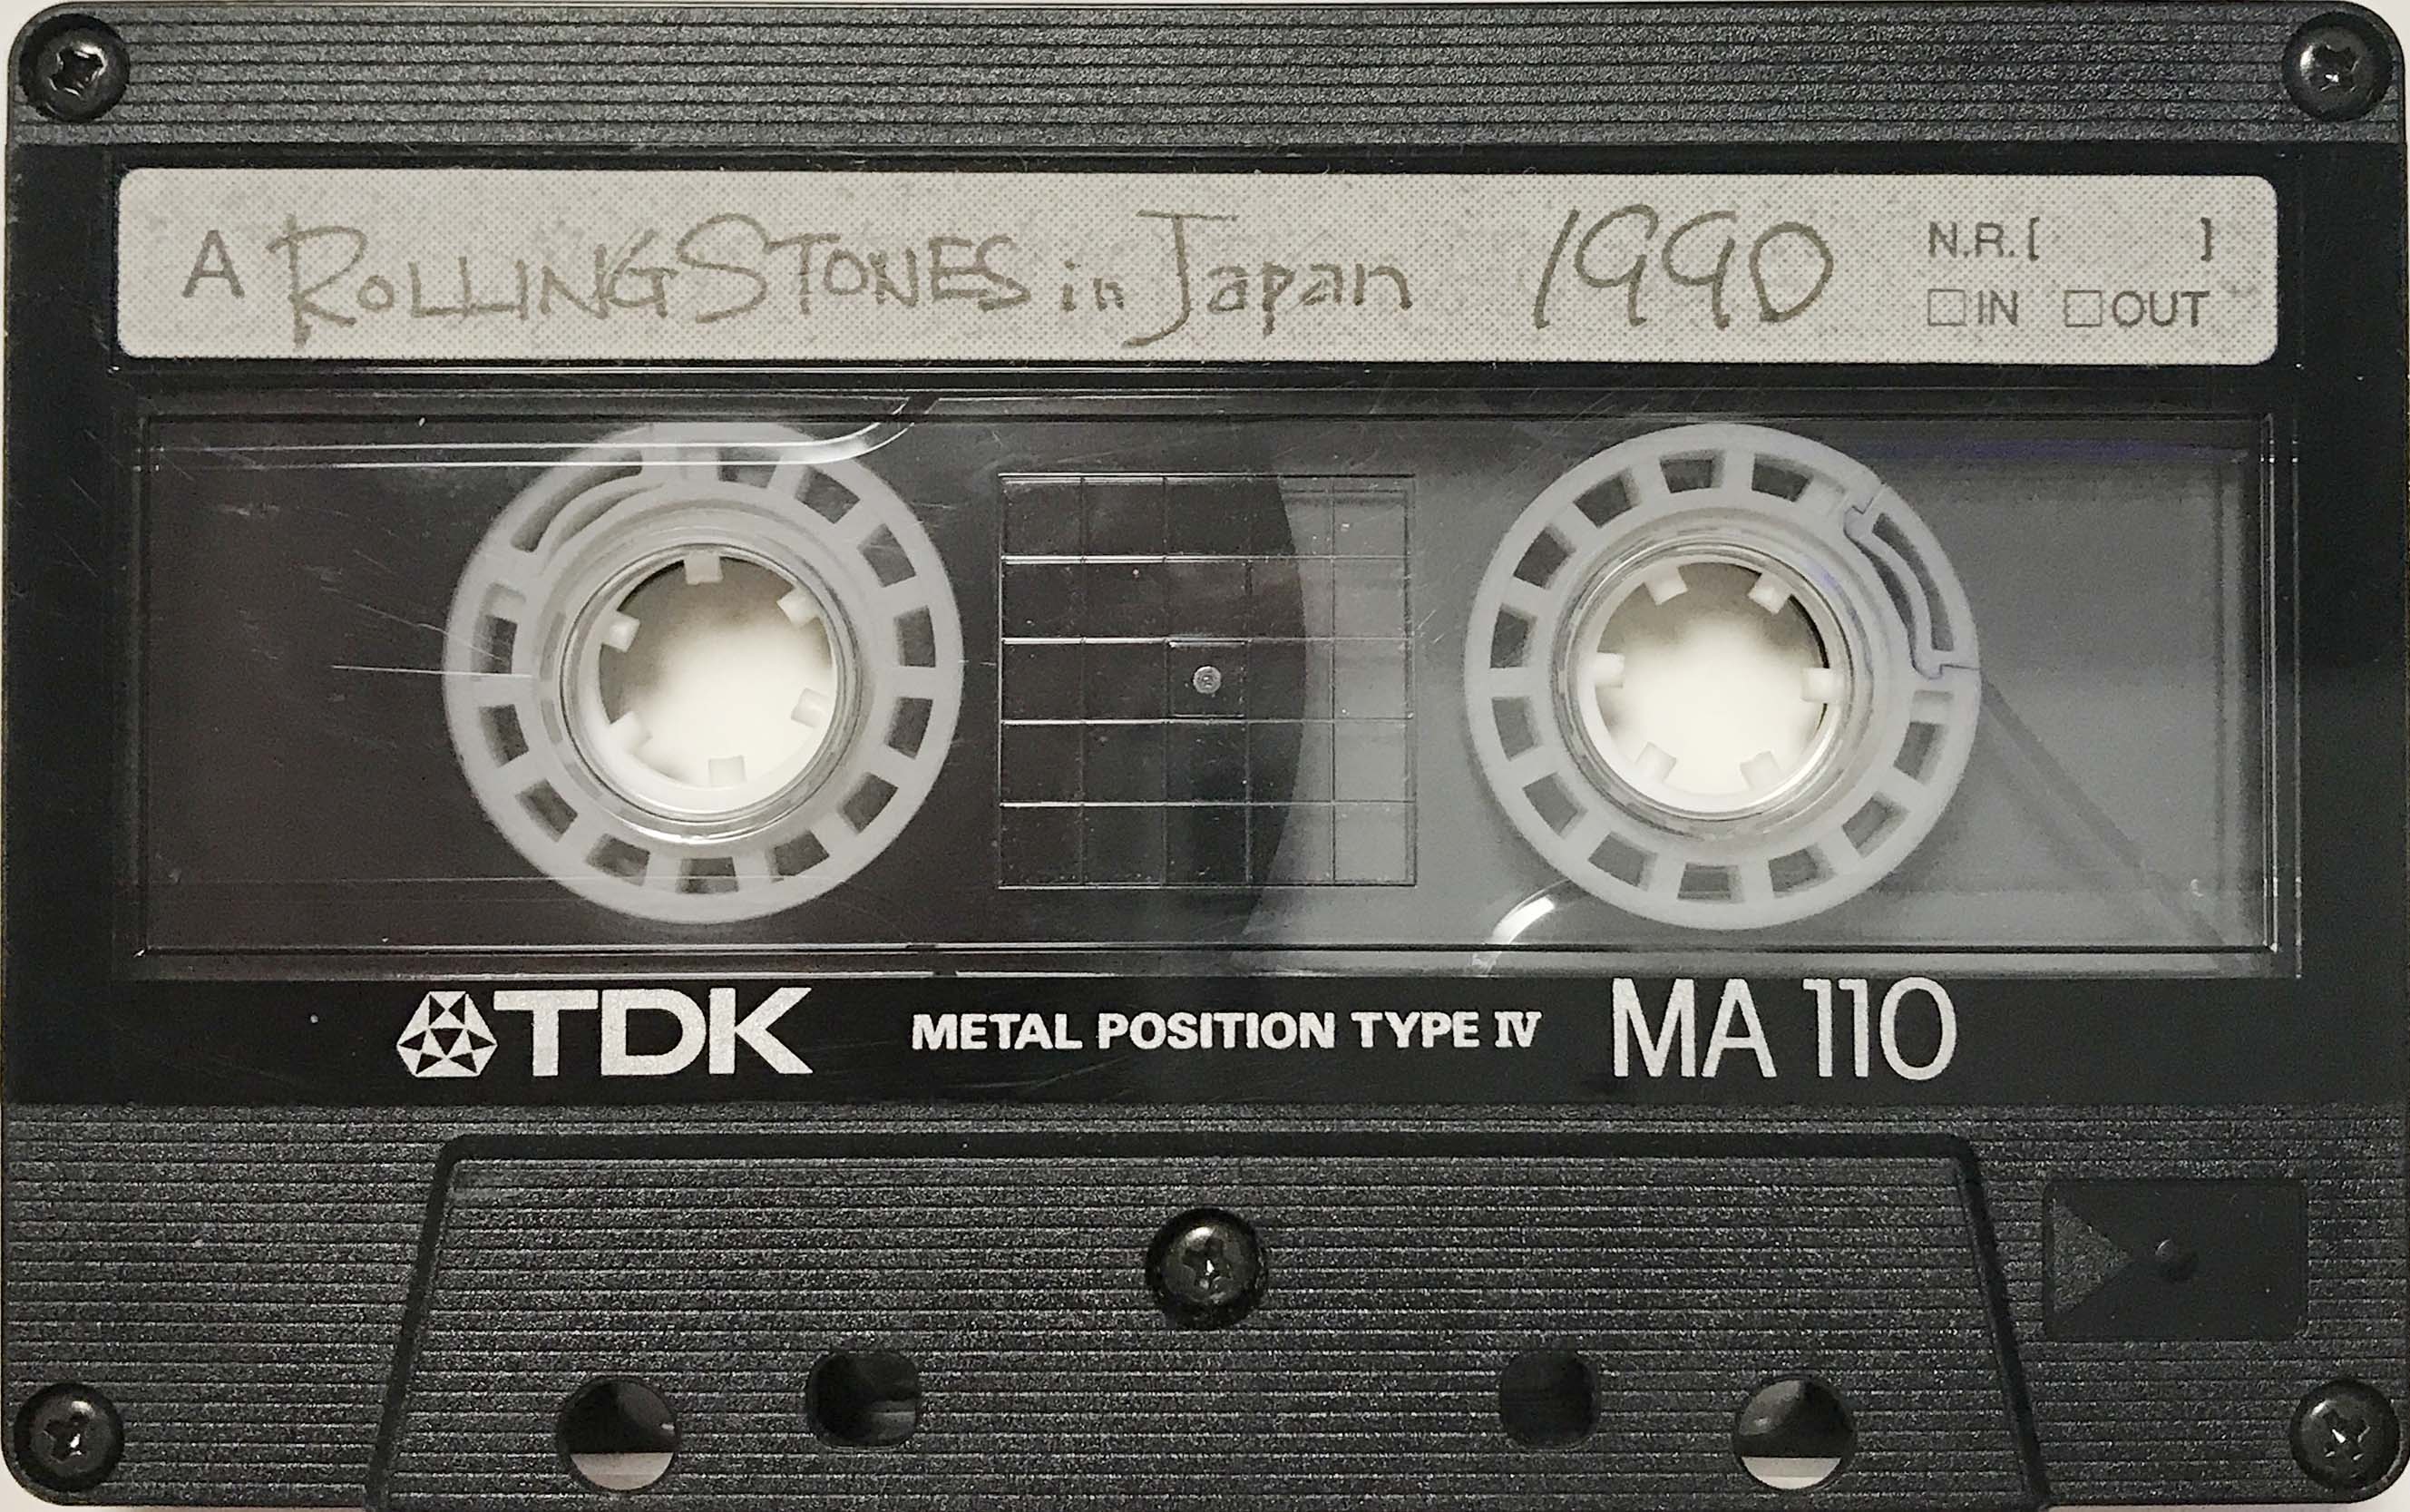 A ROLLING STONES in Japan 1990 N.R.[ ]
□IN □OUT
TDK METAL POSITION TYPE IV MA 110